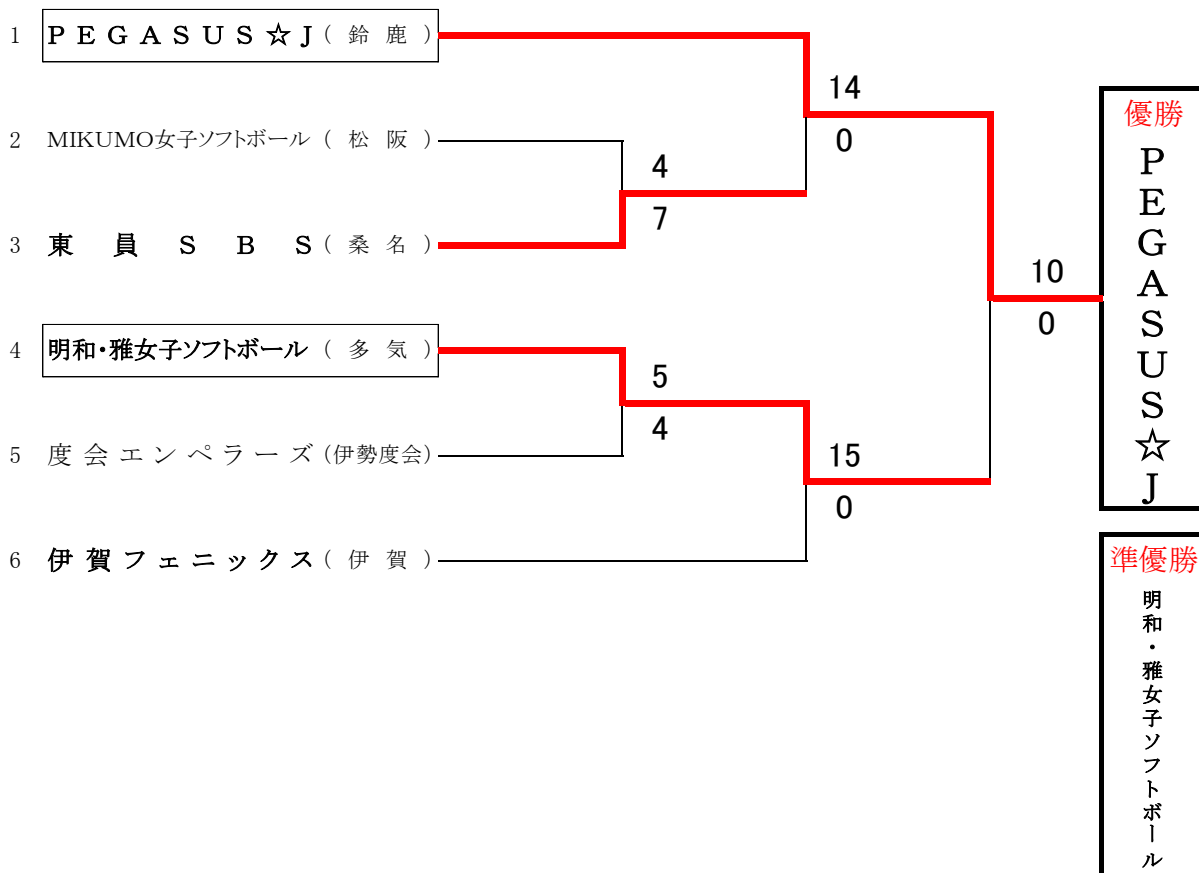 1 PEGASUS☆J(鈴鹿)
2 MIKUMO女子ソフトボール(松阪)
3 東員SBS(桑名)
4 明和・雅女子ソフトボール(多気)
5 度会エンペラーズ(伊勢度会)
6 伊賀フェニックス(伊賀)
4
7
5
4
14
0
15
0
10
0
優勝
PEGASUS☆J
準優勝
明和・雅女子ソフトボール